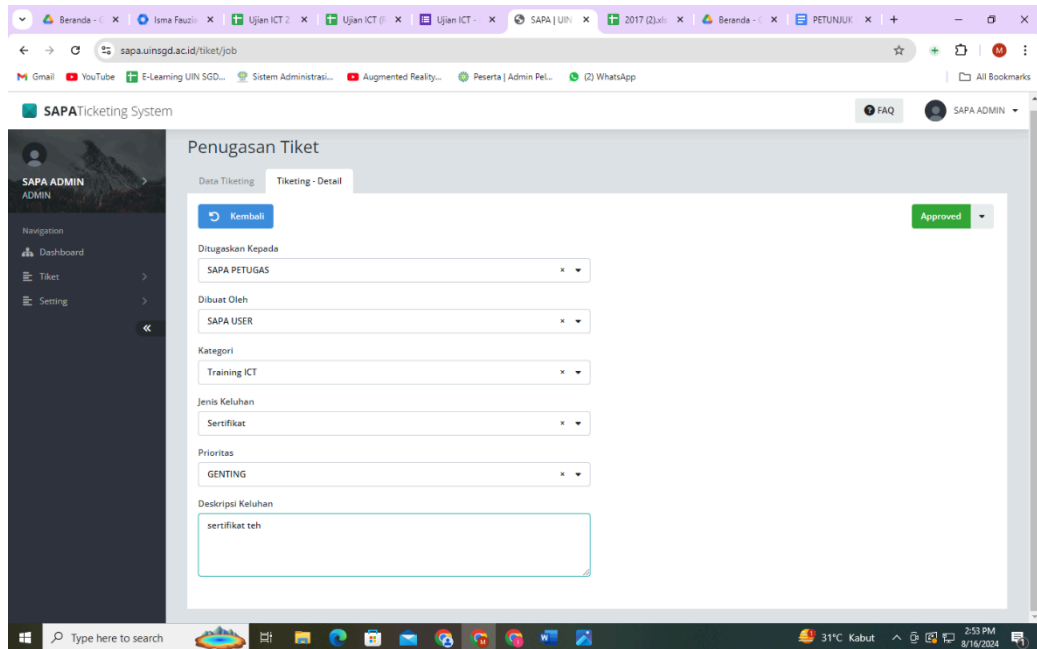 Beranda - G
Isma Fauzia
Ujian ICT 2
Ujian ICT (F
Ujian ICT -
SAPA | UIN
2017 (2).xls
Beranda - G
PETUNJUK
sapa.uinsgd.ac.id/tiket/job
M
Gmail
YouTube
E-Learning UIN SGD...
Sistem Administrasi...
Augmented Reality...
Peserta | Admin Pel...
(2) WhatsApp
All Bookmarks
SAPATicketing System
FAQ
SAPA ADMIN
SAPA ADMIN
ADMIN
Navigation
Dashboard
Tiket
Setting
Penugasan Tiket
Data Tiketing
Tiketing - Detail
Kembali
Approved
Ditugaskan Kepada
SAPA PETUGAS
Dibuat Oleh
SAPA USER
Kategori
Training ICT
Jenis Keluhan
Sertifikat
Prioritas
GENTING
Deskripsi Keluhan
sertifikat teh
Type here to search
31°C Kabut
2:53 PM
8/16/2024